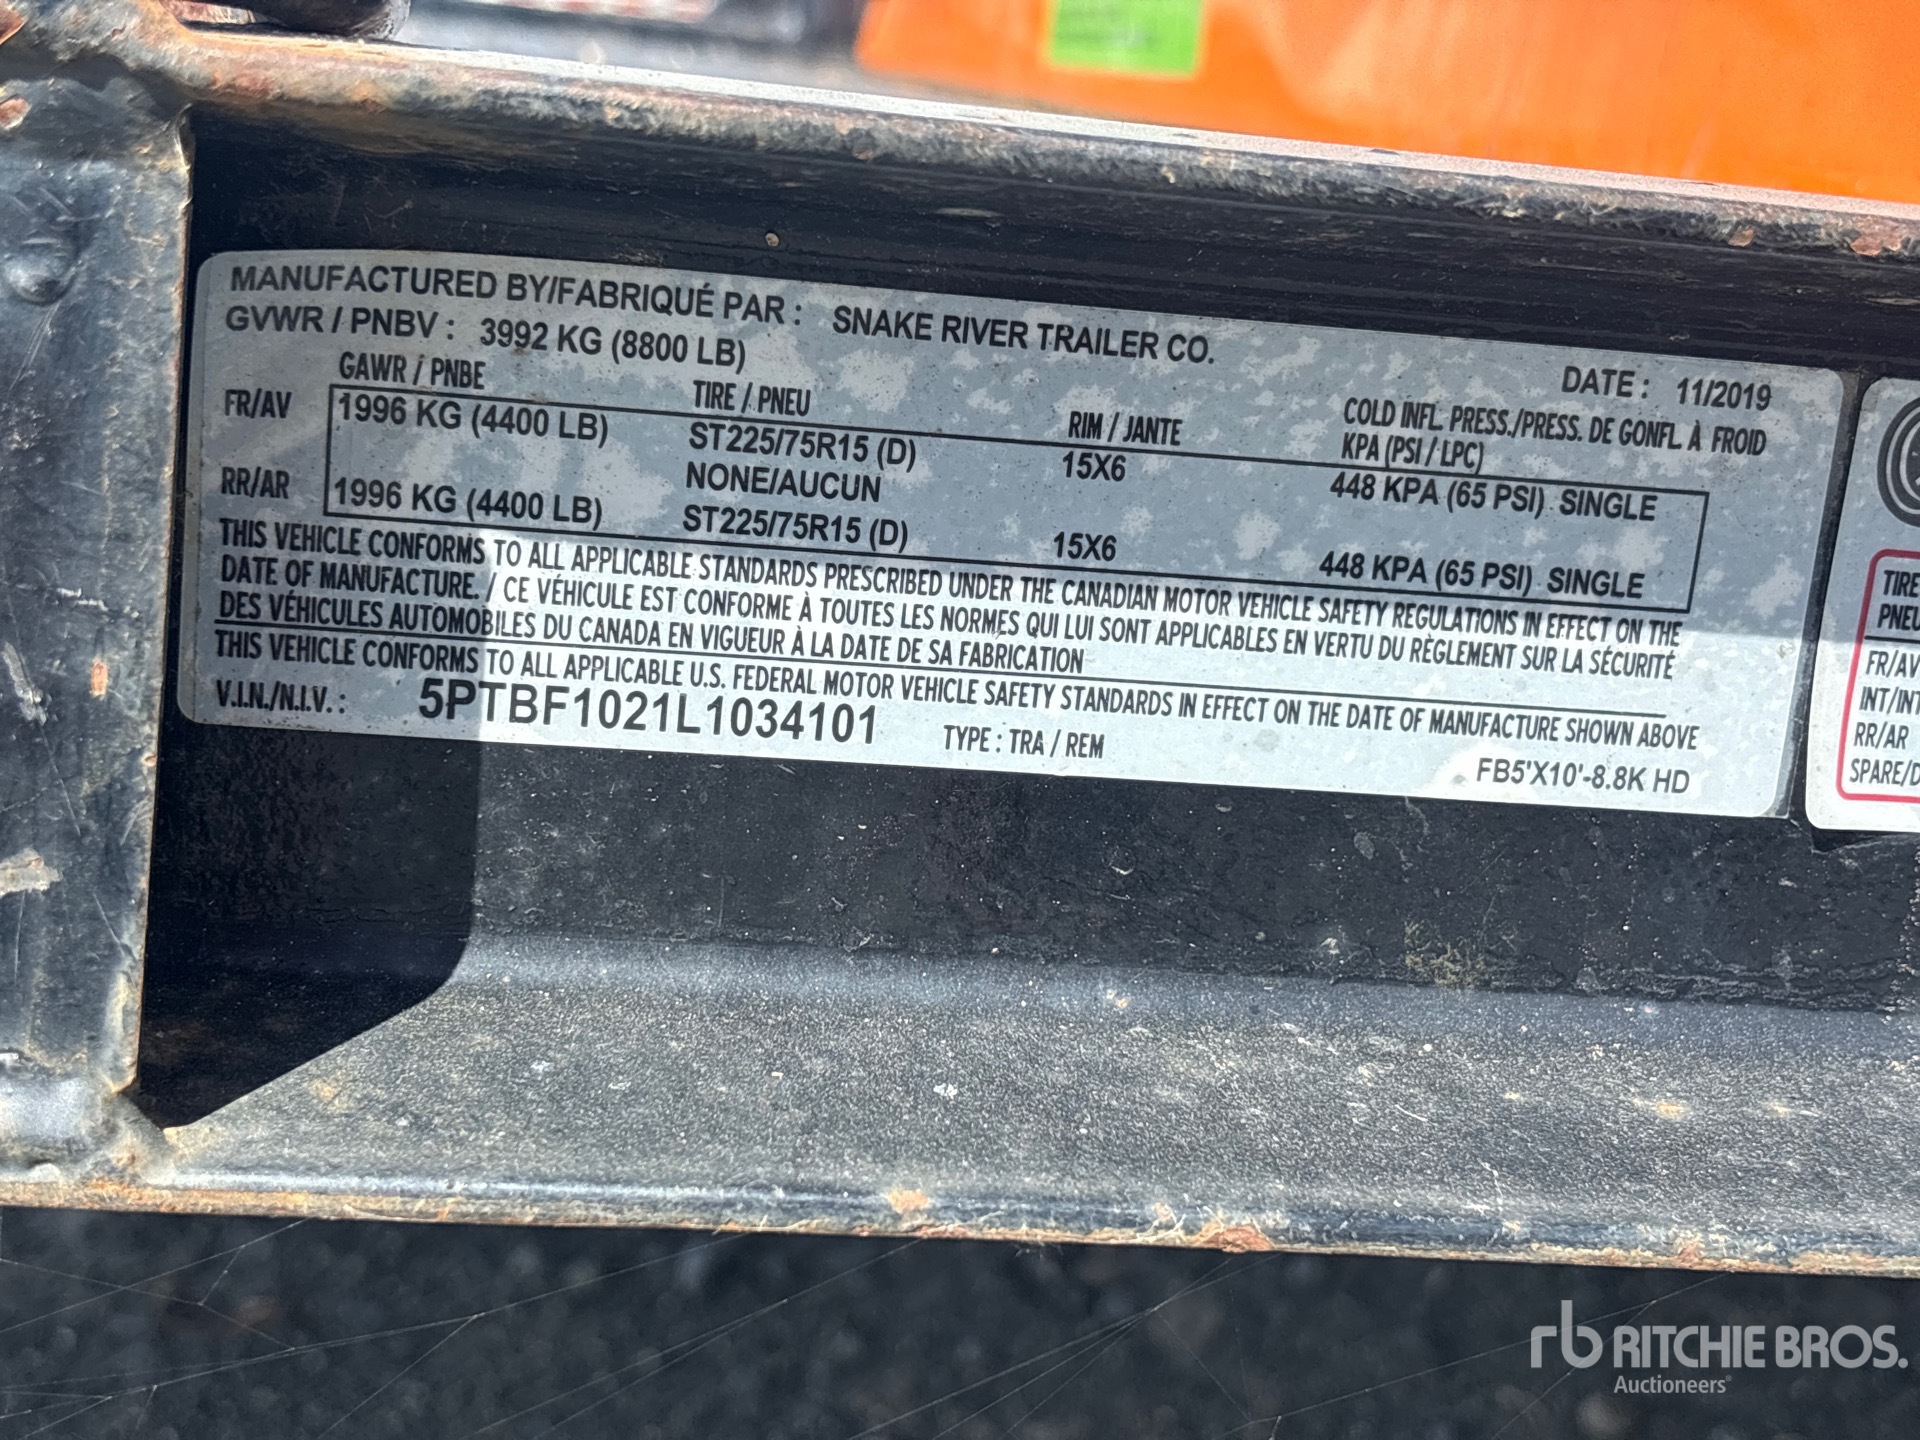 MANUFACTURED BY/FABRIQUÉ PAR : SNAKE RIVER TRAILER CO.
GVWR / PNBV : 3992 KG (8800 LB)
DATE : 11/2019
GAWR / PNBE TIRE / PNEU RIM / JANTE COLD INFL. PRESS./PRESS. DE GONFL. À FROID
KPA (PSI / LPC)
FR/AV 1996 KG (4400 LB) ST225/75R15 (D) 15X6 448 KPA (65 PSI) SINGLE
NONE/AUCUN
RR/AR 1996 KG (4400 LB) ST225/75R15 (D) 15X6 448 KPA (65 PSI) SINGLE
THIS VEHICLE CONFORMS TO ALL APPLICABLE STANDARDS PRESCRIBED UNDER THE CANADIAN MOTOR VEHICLE SAFETY REGULATIONS IN EFFECT ON THE
DATE OF MANUFACTURE. / CE VÉHICULE EST CONFORME À TOUTES LES NORMES QUI LUI SONT APPLICABLES EN VERTU DU RÈGLEMENT SUR LA SÉCURITÉ
DES VÉHICULES AUTOMOBILES DU CANADA EN VIGUEUR À LA DATE DE SA FABRICATION
THIS VEHICLE CONFORMS TO ALL APPLICABLE U.S. FEDERAL MOTOR VEHICLE SAFETY STANDARDS IN EFFECT ON THE DATE OF MANUFACTURE SHOWN ABOVE
V.I.N./N.I.V. : 5PTBF1021L1034101 TYPE : TRA / REM FB5'X10'-8.8K HD
TIRE
PNEU
FR/AV
INT/INT
RR/AR
SPARE/D
rb RITCHIE BROS.
Auctioneers